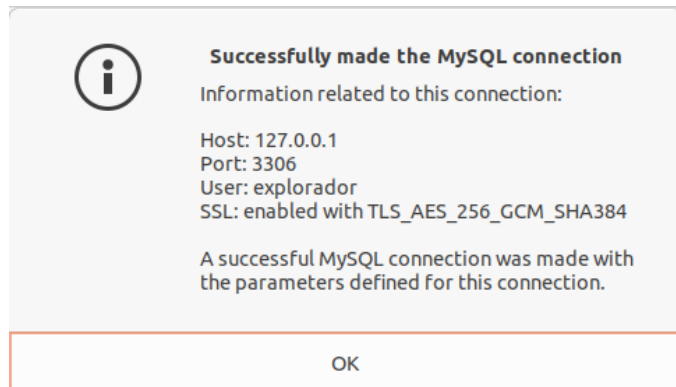 Successfully made the MySQL connection
Information related to this connection:
Host: 127.0.0.1
Port: 3306
User: explorador
SSL: enabled with TLS_AES_256_GCM_SHA384
A successful MySQL connection was made with
the parameters defined for this connection.
OK